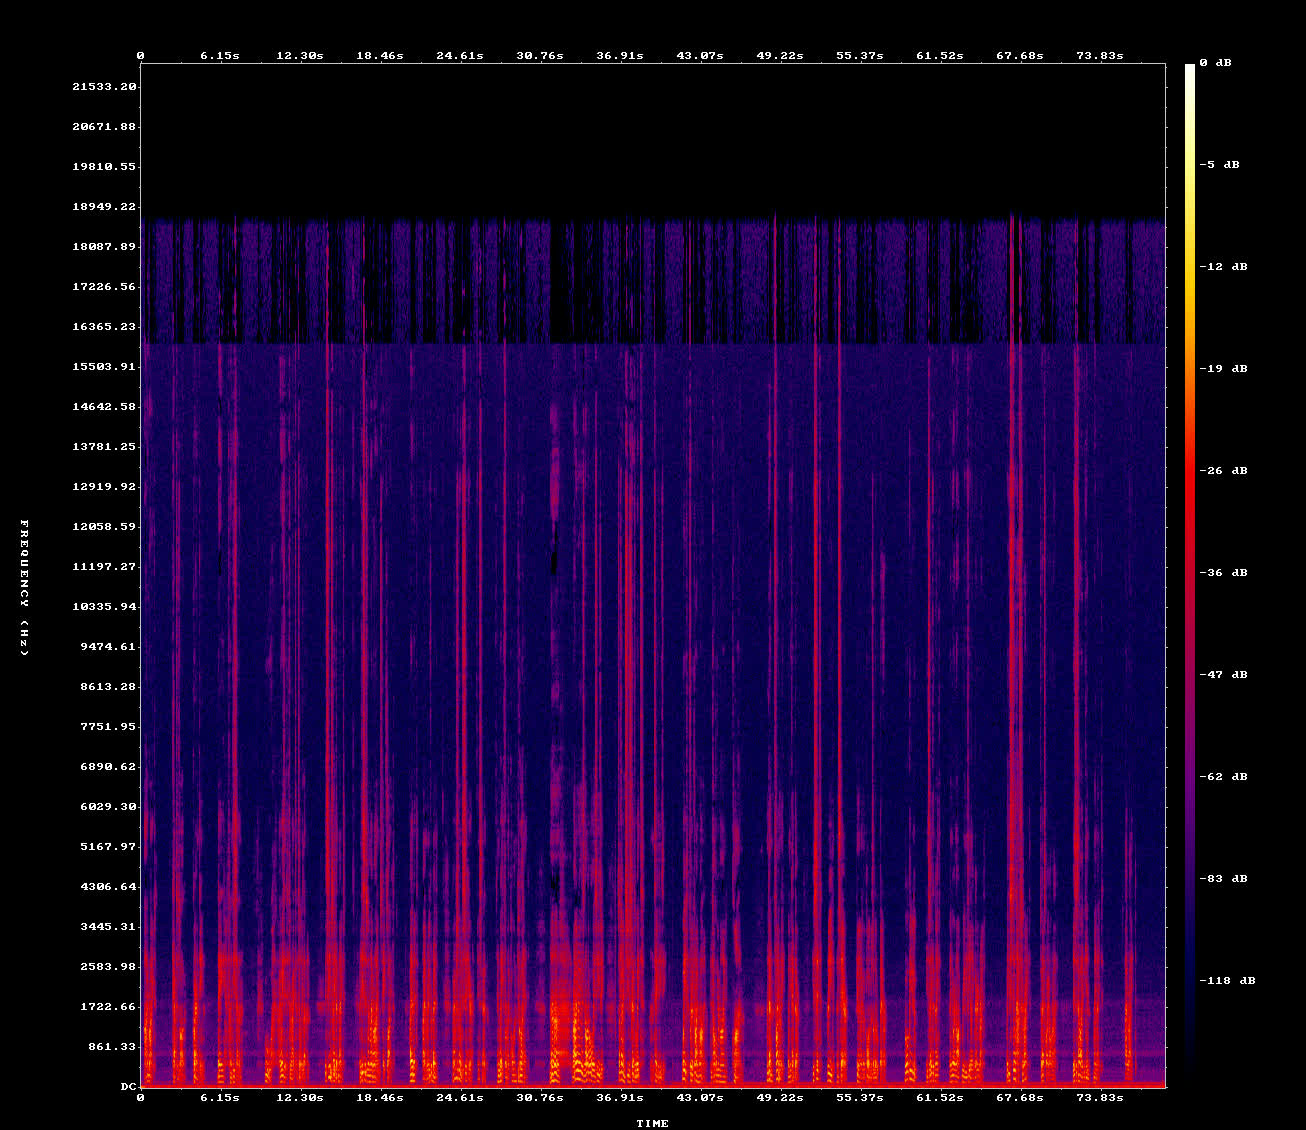 0 6.15s 12.30s 18.46s 24.61s 30.76s 36.91s 43.07s 49.22s 55.37s 61.52s 67.68s 73.83s
0 dB
21533.20
20671.88
19810.55
-5 dB
18949.22
18087.89
-12 dB
17226.56
16365.23
15503.91
-19 dB
14642.58
13781.25
-26 dB
12919.92
12058.59
11197.27
-36 dB
10335.94
9474.61
FREQUENCY (Hz)
8613.28
-47 dB
7751.95
6890.62
-62 dB
6029.30
5167.97
4306.64
-83 dB
3445.31
2583.98
-118 dB
1722.66
861.33
DC
0 6.15s 12.30s 18.46s 24.61s 30.76s 36.91s 43.07s 49.22s 55.37s 61.52s 67.68s 73.83s
TIME